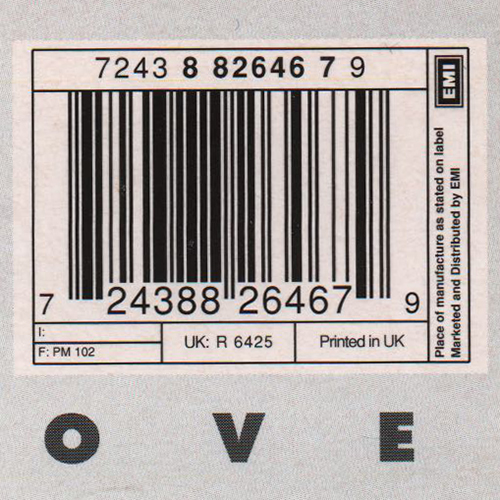 7243 8 82646 7 9
EMI
Place of manufacture as stated on label
Marketed and Distributed by EMI
7 24388 26467 9
I:
F: PM 102
UK: R 6425
Printed in UK
O V E